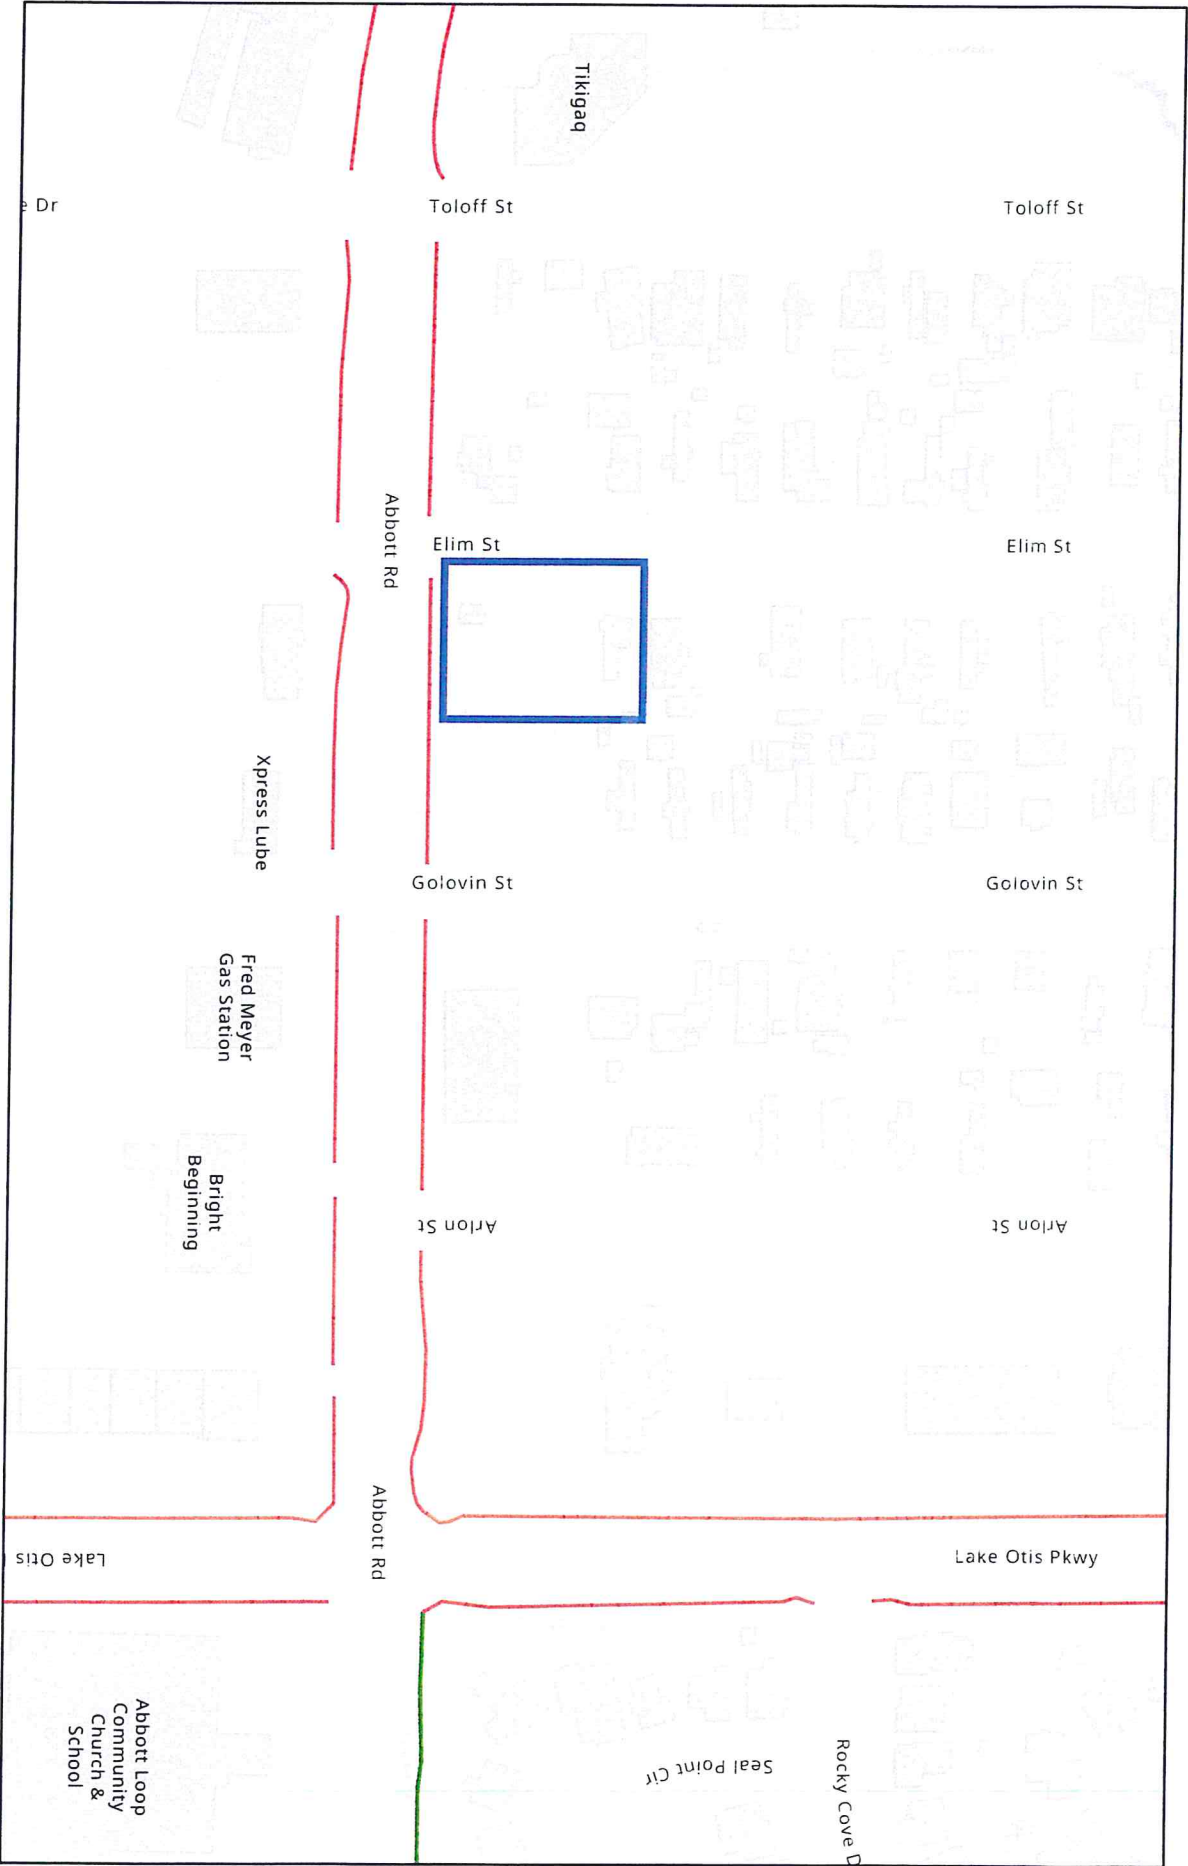 Tikigaq
e Dr
Toloff St
Toloff St
Abbott Rd
Elim St
Elim St
Xpress Lube
Golovin St
Golovin St
Fred Meyer
Gas Station
Bright
Beginning
Arlon St
Arlon St
Abbott Rd
Lake Otis
Lake Otis Pkwy
Abbott Loop
Community
Church &
School
Seal Point Cir
Rocky Cove D